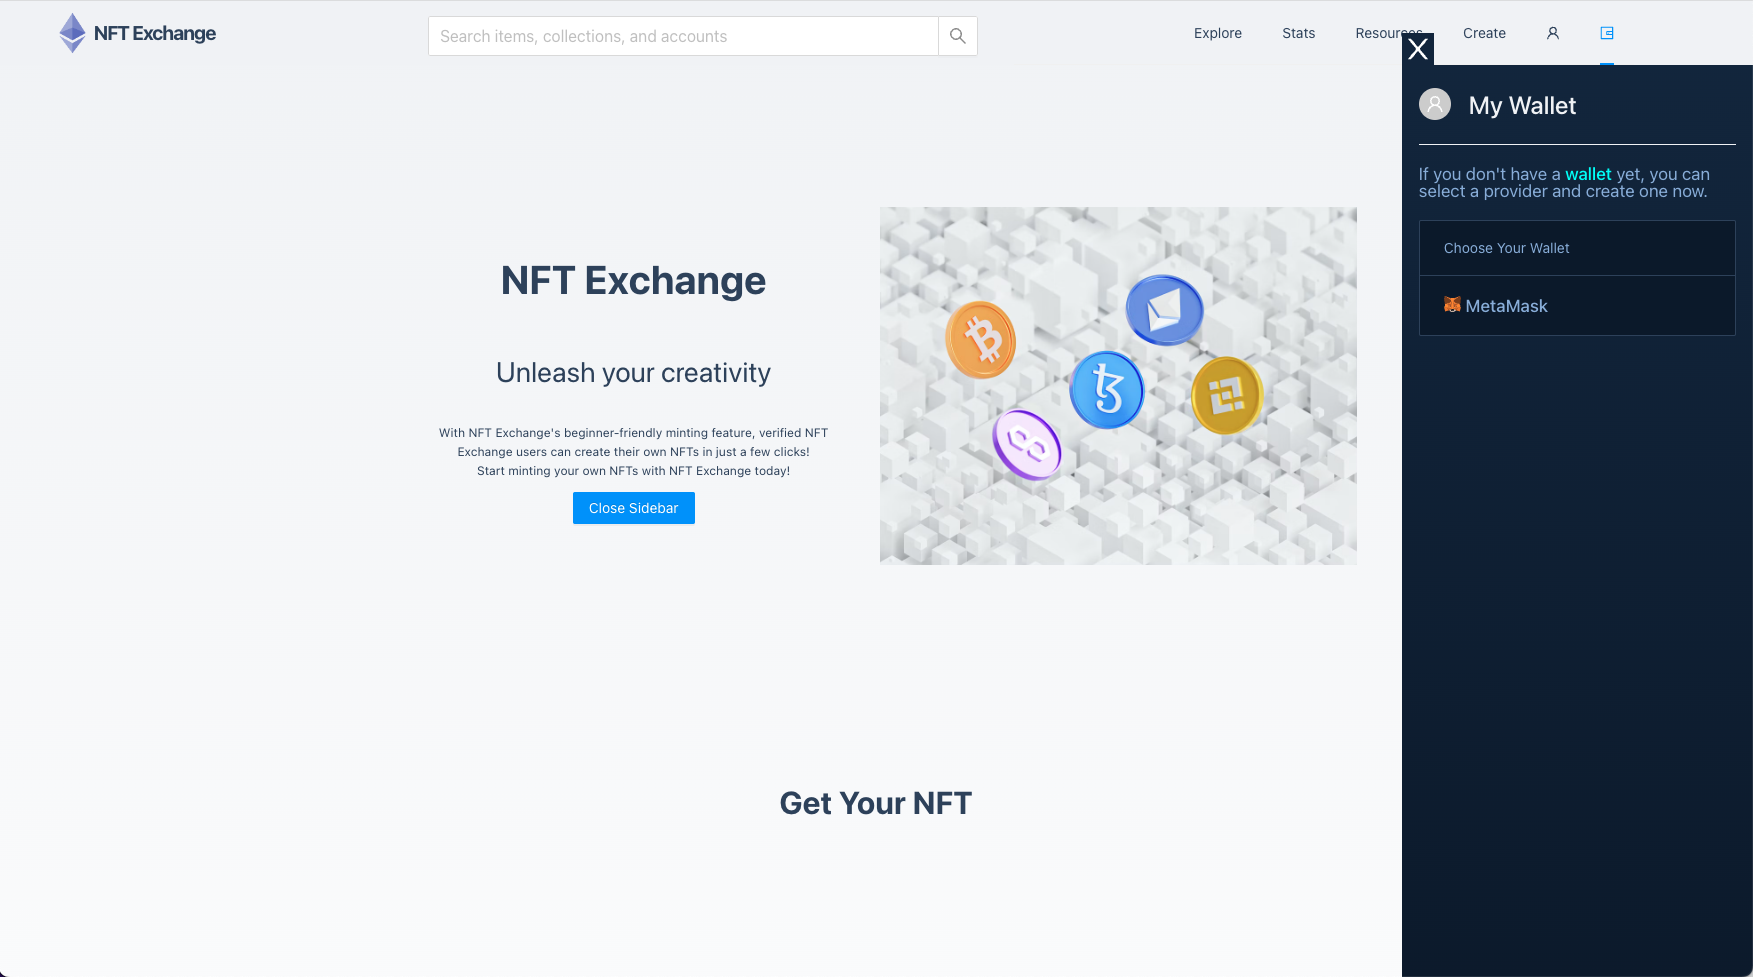 NFT Exchange
Search items, collections, and accounts
Explore
Stats
Resources
Create
X
My Wallet
If you don't have a wallet yet, you can
select a provider and create one now.
Choose Your Wallet
MetaMask
NFT Exchange
Unleash your creativity
With NFT Exchange's beginner-friendly minting feature, verified NFT
Exchange users can create their own NFTs in just a few clicks!
Start minting your own NFTs with NFT Exchange today!
Close Sidebar
Get Your NFT